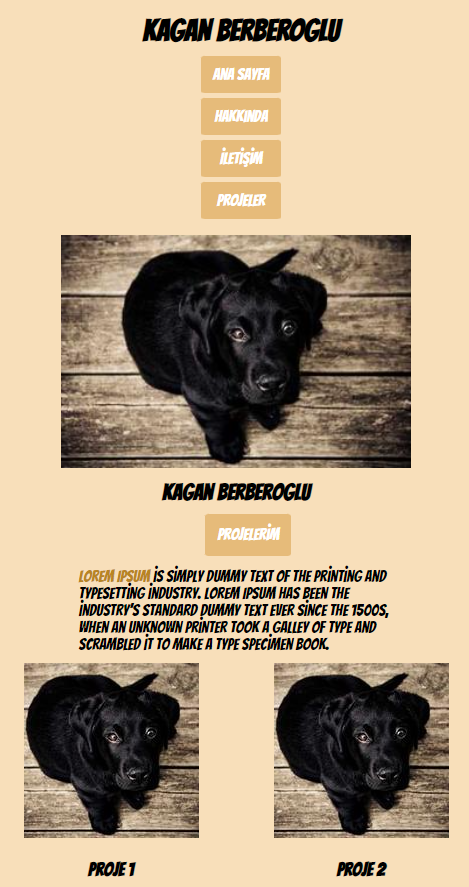 KAGAN BERBEROGLU
ANA SAYFA
HAKKINDA
İLETİŞİM
PROJELER
KAGAN BERBEROGLU
PROJELERİM
LOREM IPSUM İS SİMPLY DUMMY TEXT OF THE PRİNTİNG AND
TYPESETTİNG İNDUSTRY. LOREM IPSUM HAS BEEN THE
İNDUSTRY'S STANDARD DUMMY TEXT EVER SİNCE THE 1500S,
WHEN AN UNKNOWN PRİNTER TOOK A GALLEY OF TYPE AND
SCRAMBLED İT TO MAKE A TYPE SPECİMEN BOOK.
PROJE 1
PROJE 2